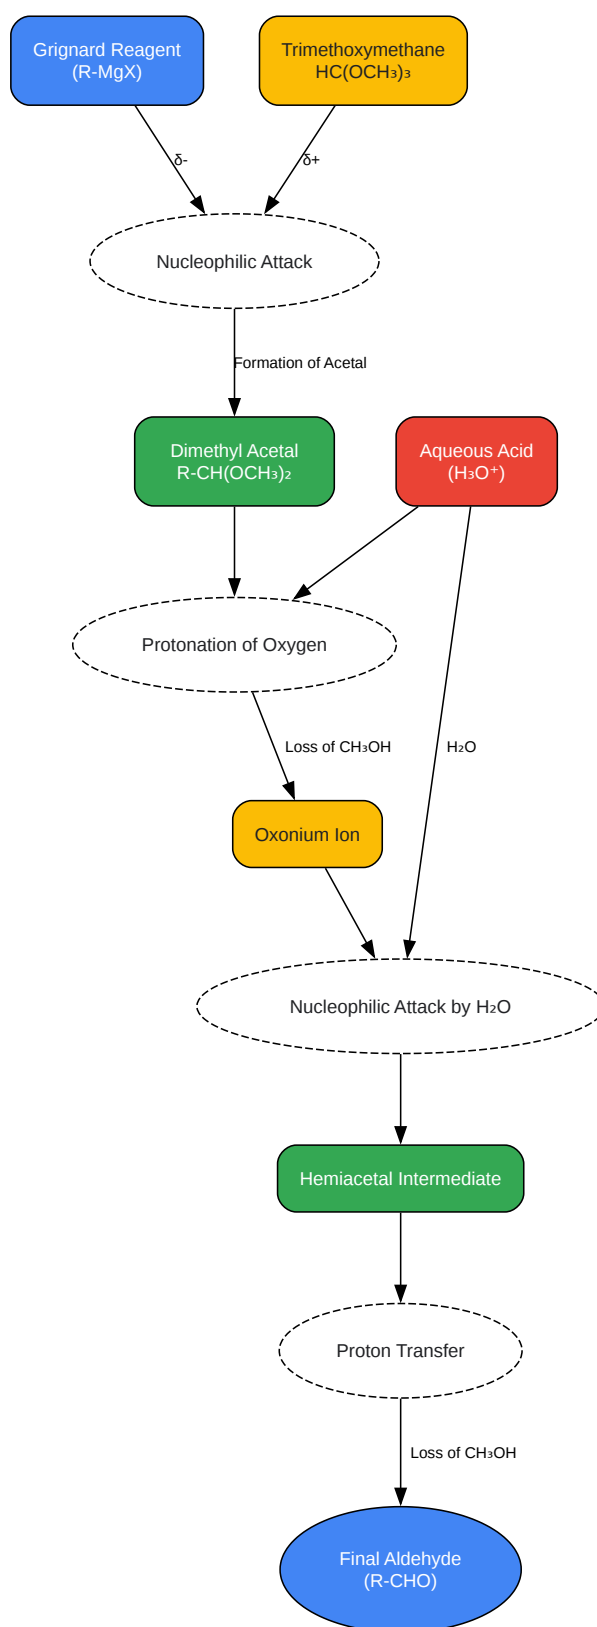 Grignard Reagent
(R-MgX)
Trimethoxymethane
HC(OCH₃)₃
δ-
δ+
Nucleophilic Attack
Formation of Acetal
Dimethyl Acetal
R-CH(OCH₃)₂
Aqueous Acid
(H₃O⁺)
Protonation of Oxygen
Loss of CH₃OH
H₂O
Oxonium Ion
Nucleophilic Attack by H₂O
Hemiacetal Intermediate
Proton Transfer
Loss of CH₃OH
Final Aldehyde
(R-CHO)